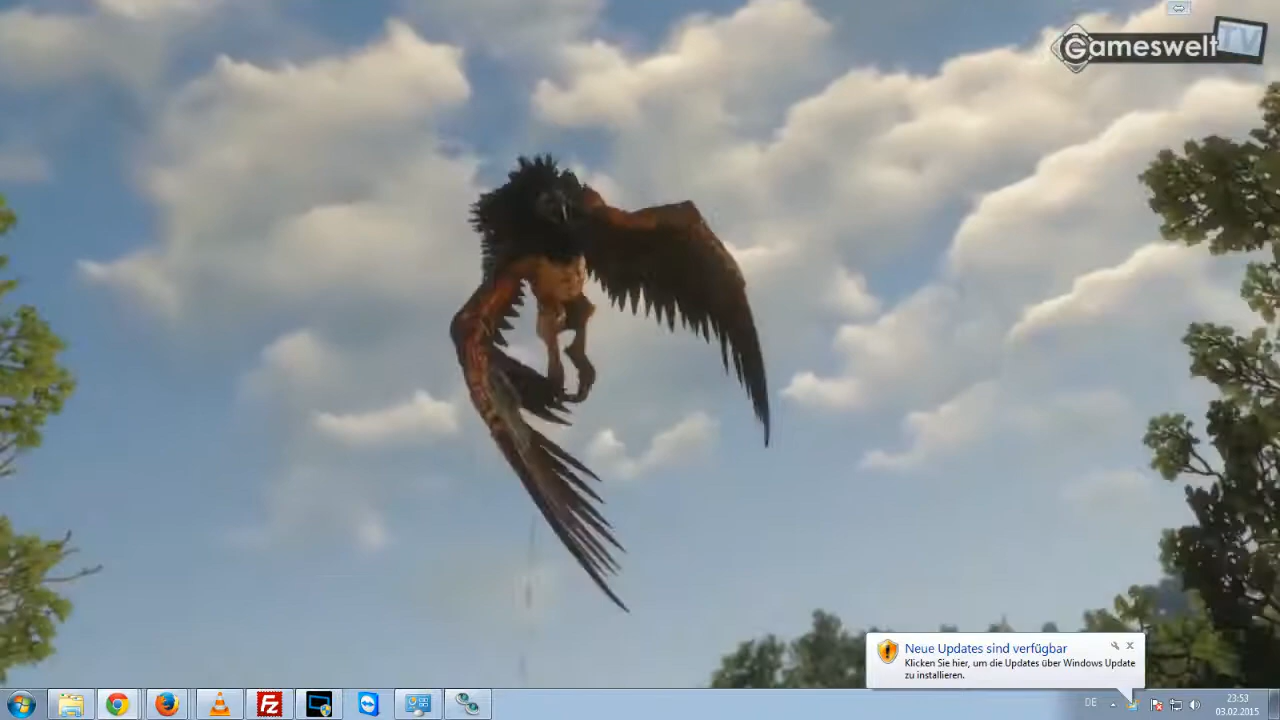 Gameswelt TV
Neue Updates sind verfügbar
Klicken Sie hier, um die Updates über Windows Update
zu installieren.
DE
23:53
03.02.2015